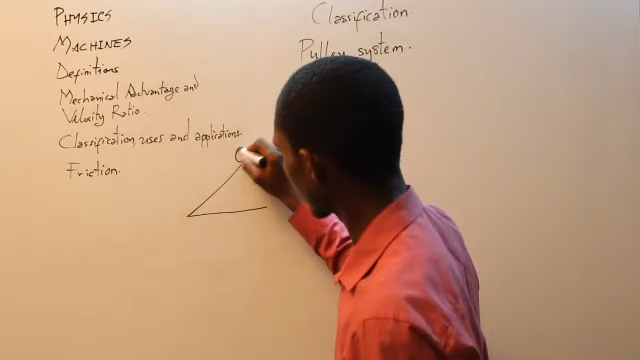 PHYSICS
MACHINES
Definitions
Mechanical Advantage and
Velocity Ratio.
Classification, uses and applications.
Friction.
Classification.
Pulley system.